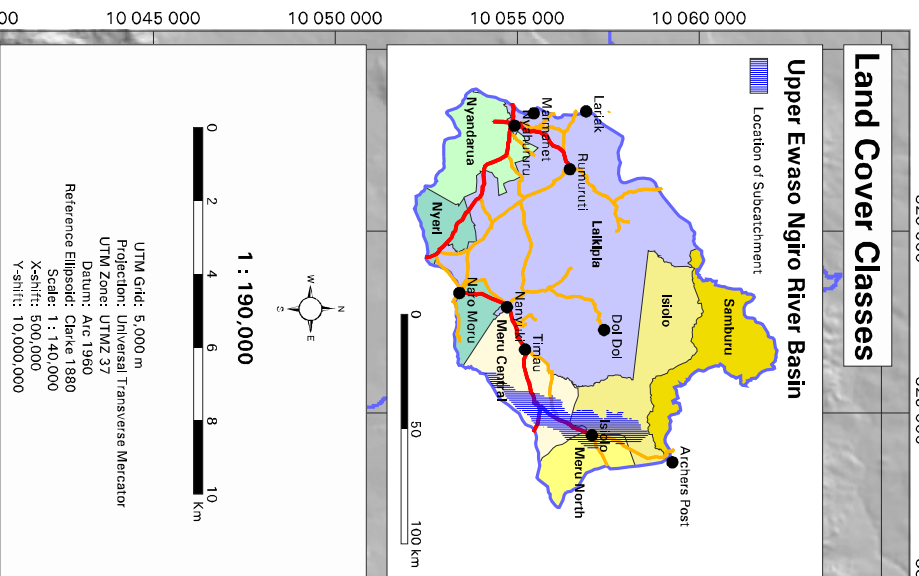 Land Cover Classes
Upper Ewaso Ngiro River Basin
Location of Subcatchment
Archers Post
Samburu
Isiolo
Dol Dol
Laikipia
Lariak
Rumuruti
Marmanet
Nyahururu
Nyandarua
Nyeri
Naro Moru
Nanyuki
Timau
Meru Central
Isiolo
Meru North
0
50
100 km
1 : 190,000
N
W
E
S
0
2
4
6
8
10
Km
UTM Grid: 5,000 m
Projection: Universal Transverse Mercator
UTM Zone: UTMZ 37
Datum: Arc 1960
Reference Ellipsoid: Clarke 1880
Scale: 1 : 140,000
X-shift: 500,000
Y-shift: 10,000,000
10 045 000
10 050 000
10 055 000
10 060 000